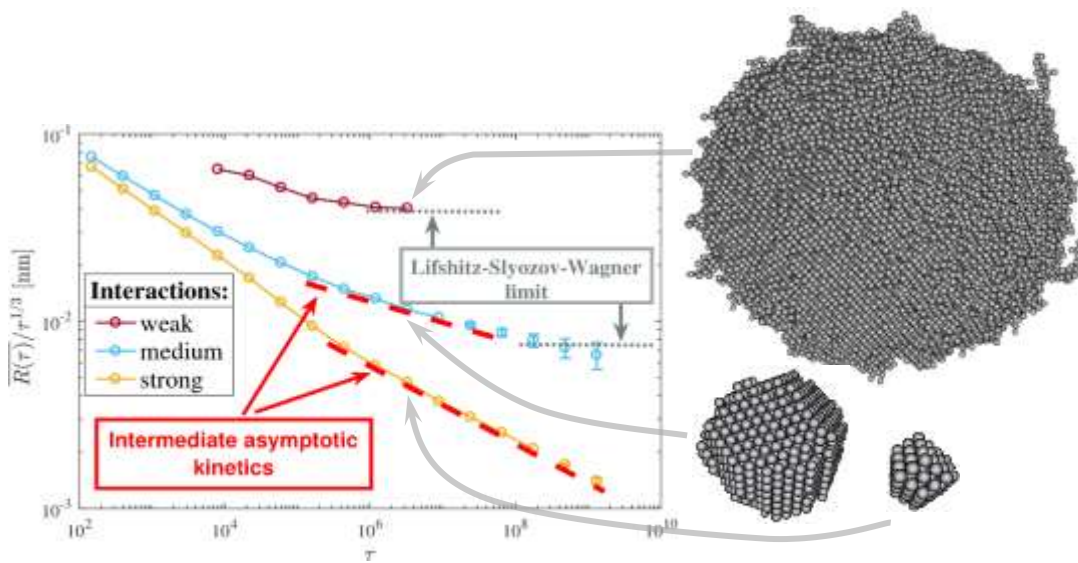 10^{-1}
Lifshitz-Slyozov-Wagner
limit
Interactions:
weak
medium
strong
10^{-2}
\overline{R(τ)}/τ^{1/3} [nm]
Intermediate asymptotic
kinetics
10^{-3}
10^2 10^4 10^6 10^8 10^{10}
τ